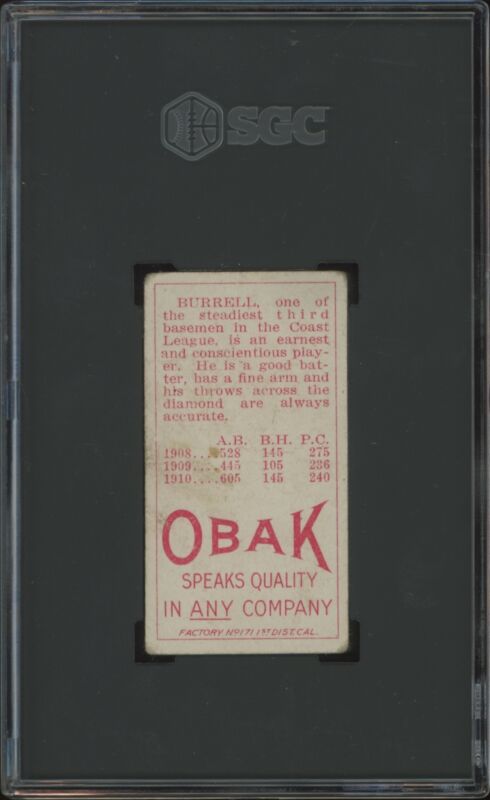 SGC
BURRELL, one of
the steadiest third
basemen in the Coast
League, is an earnest
and conscientious play-
er. He is a good bat-
ter, has a fine arm and
his throws across the
diamond are always
accurate.
A.B. B.H. P.C.
1908....528 145 275
1909....445 105 236
1910....605 145 240
OBAK
SPEAKS QUALITY
IN ANY COMPANY
FACTORY Nº171 1ST DIST. CAL.